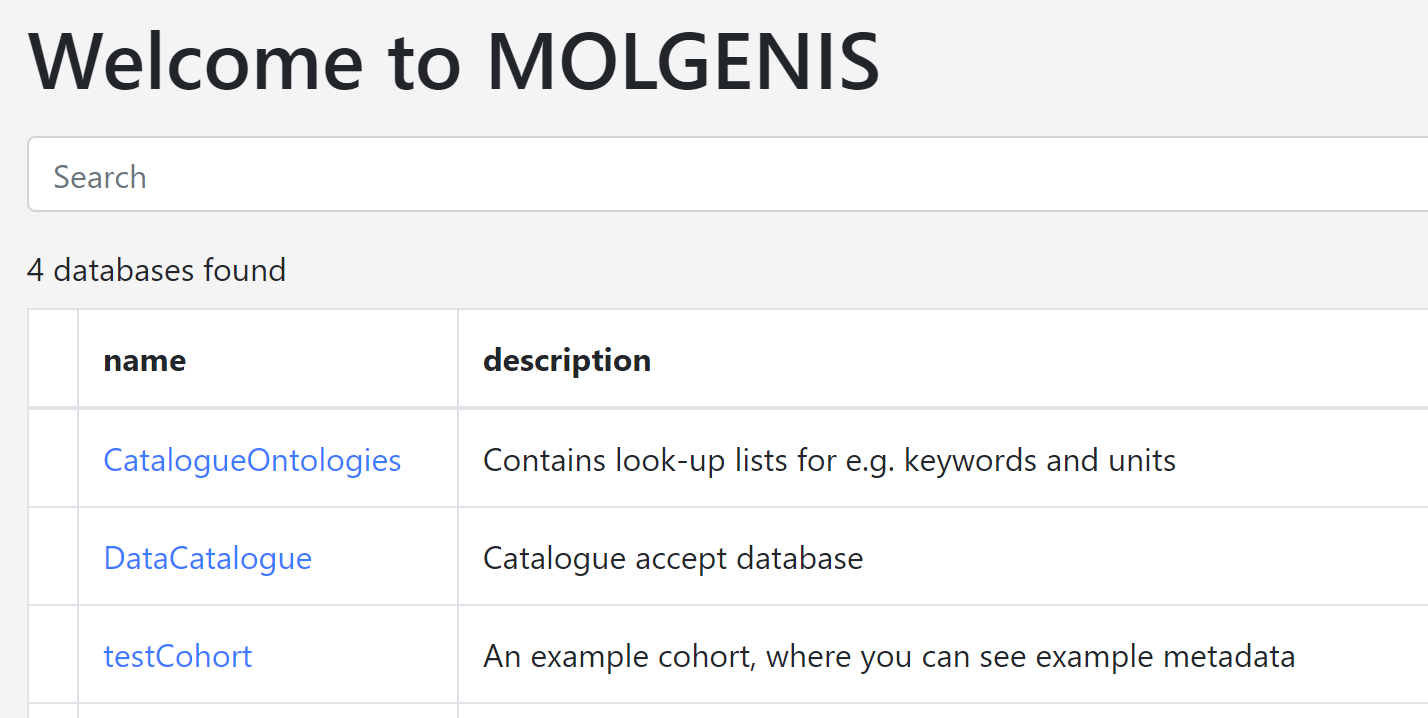 Welcome to MOLGENIS
Search
4 databases found
name description
CatalogueOntologies Contains look-up lists for e.g. keywords and units
DataCatalogue Catalogue accept database
testCohort An example cohort, where you can see example metadata